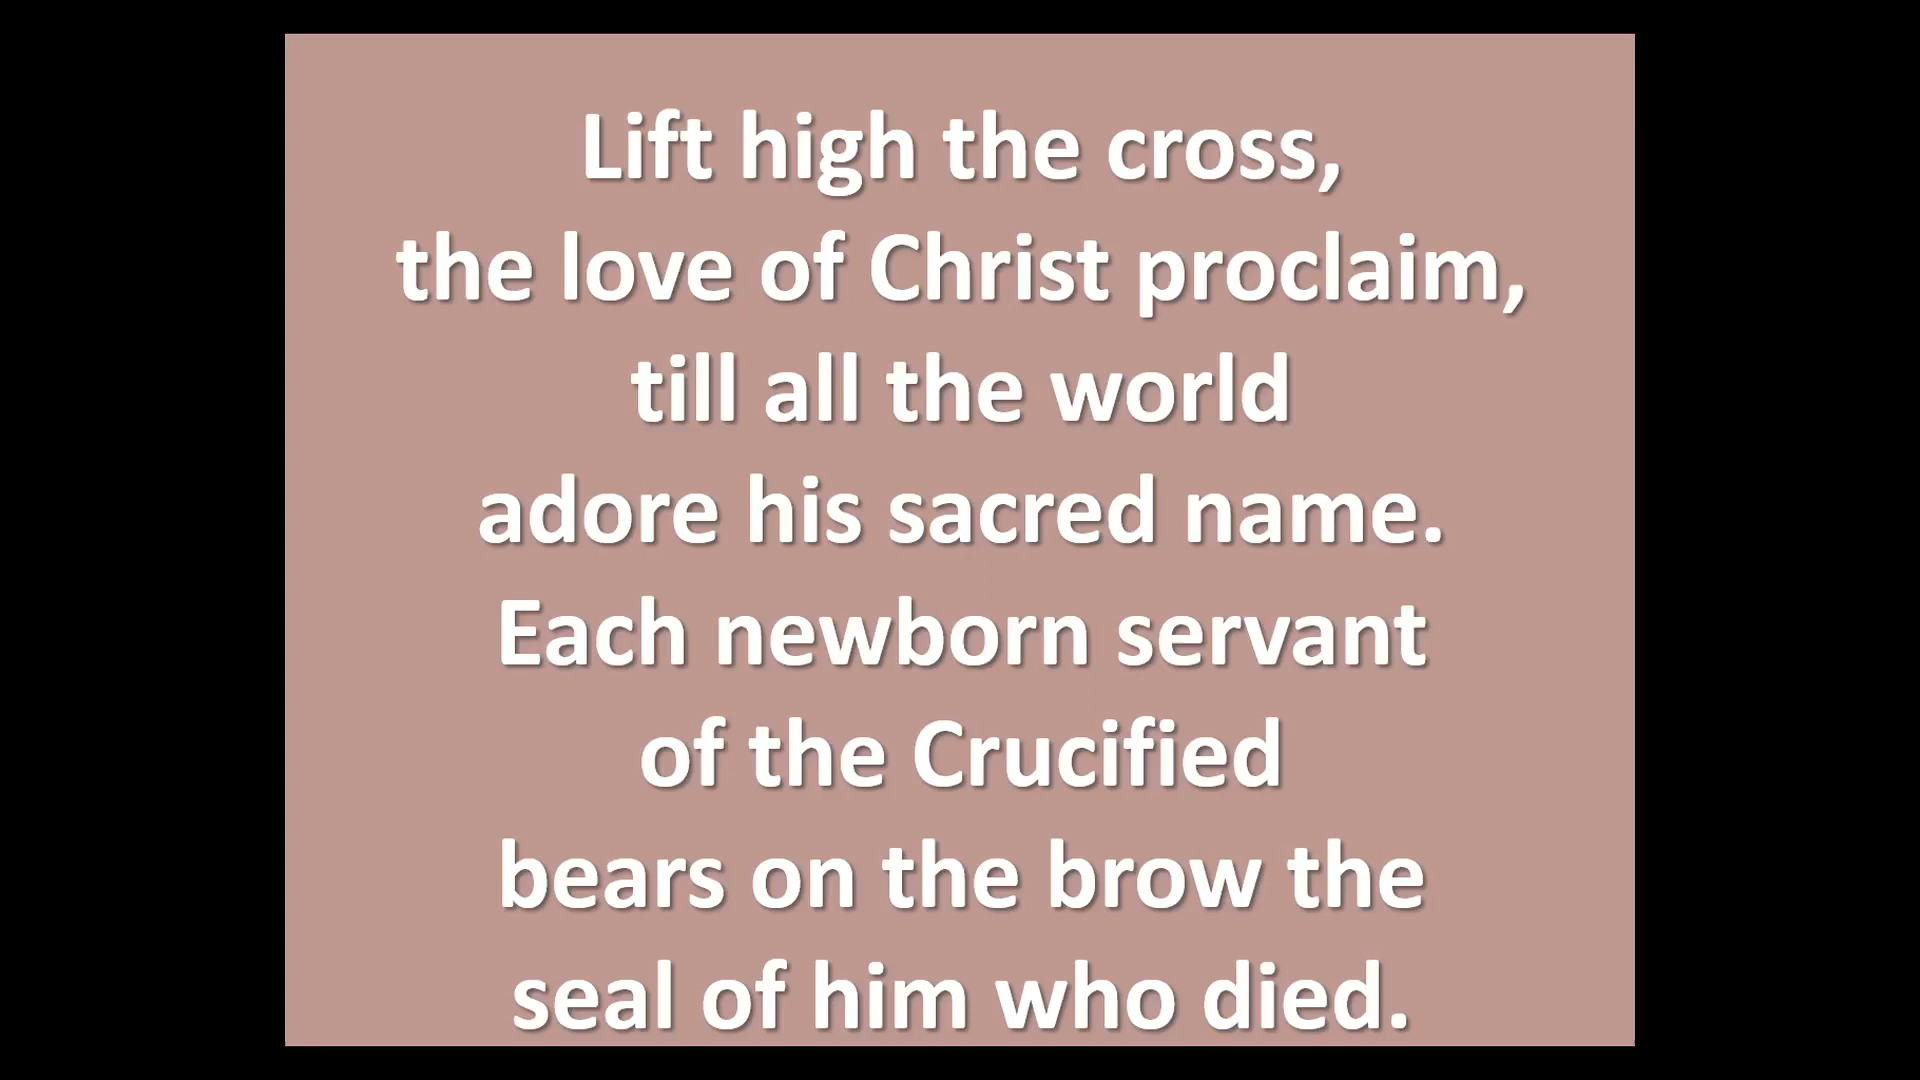 Lift high the cross,
the love of Christ proclaim,
till all the world
adore his sacred name.
Each newborn servant
of the Crucified
bears on the brow the
seal of him who died.